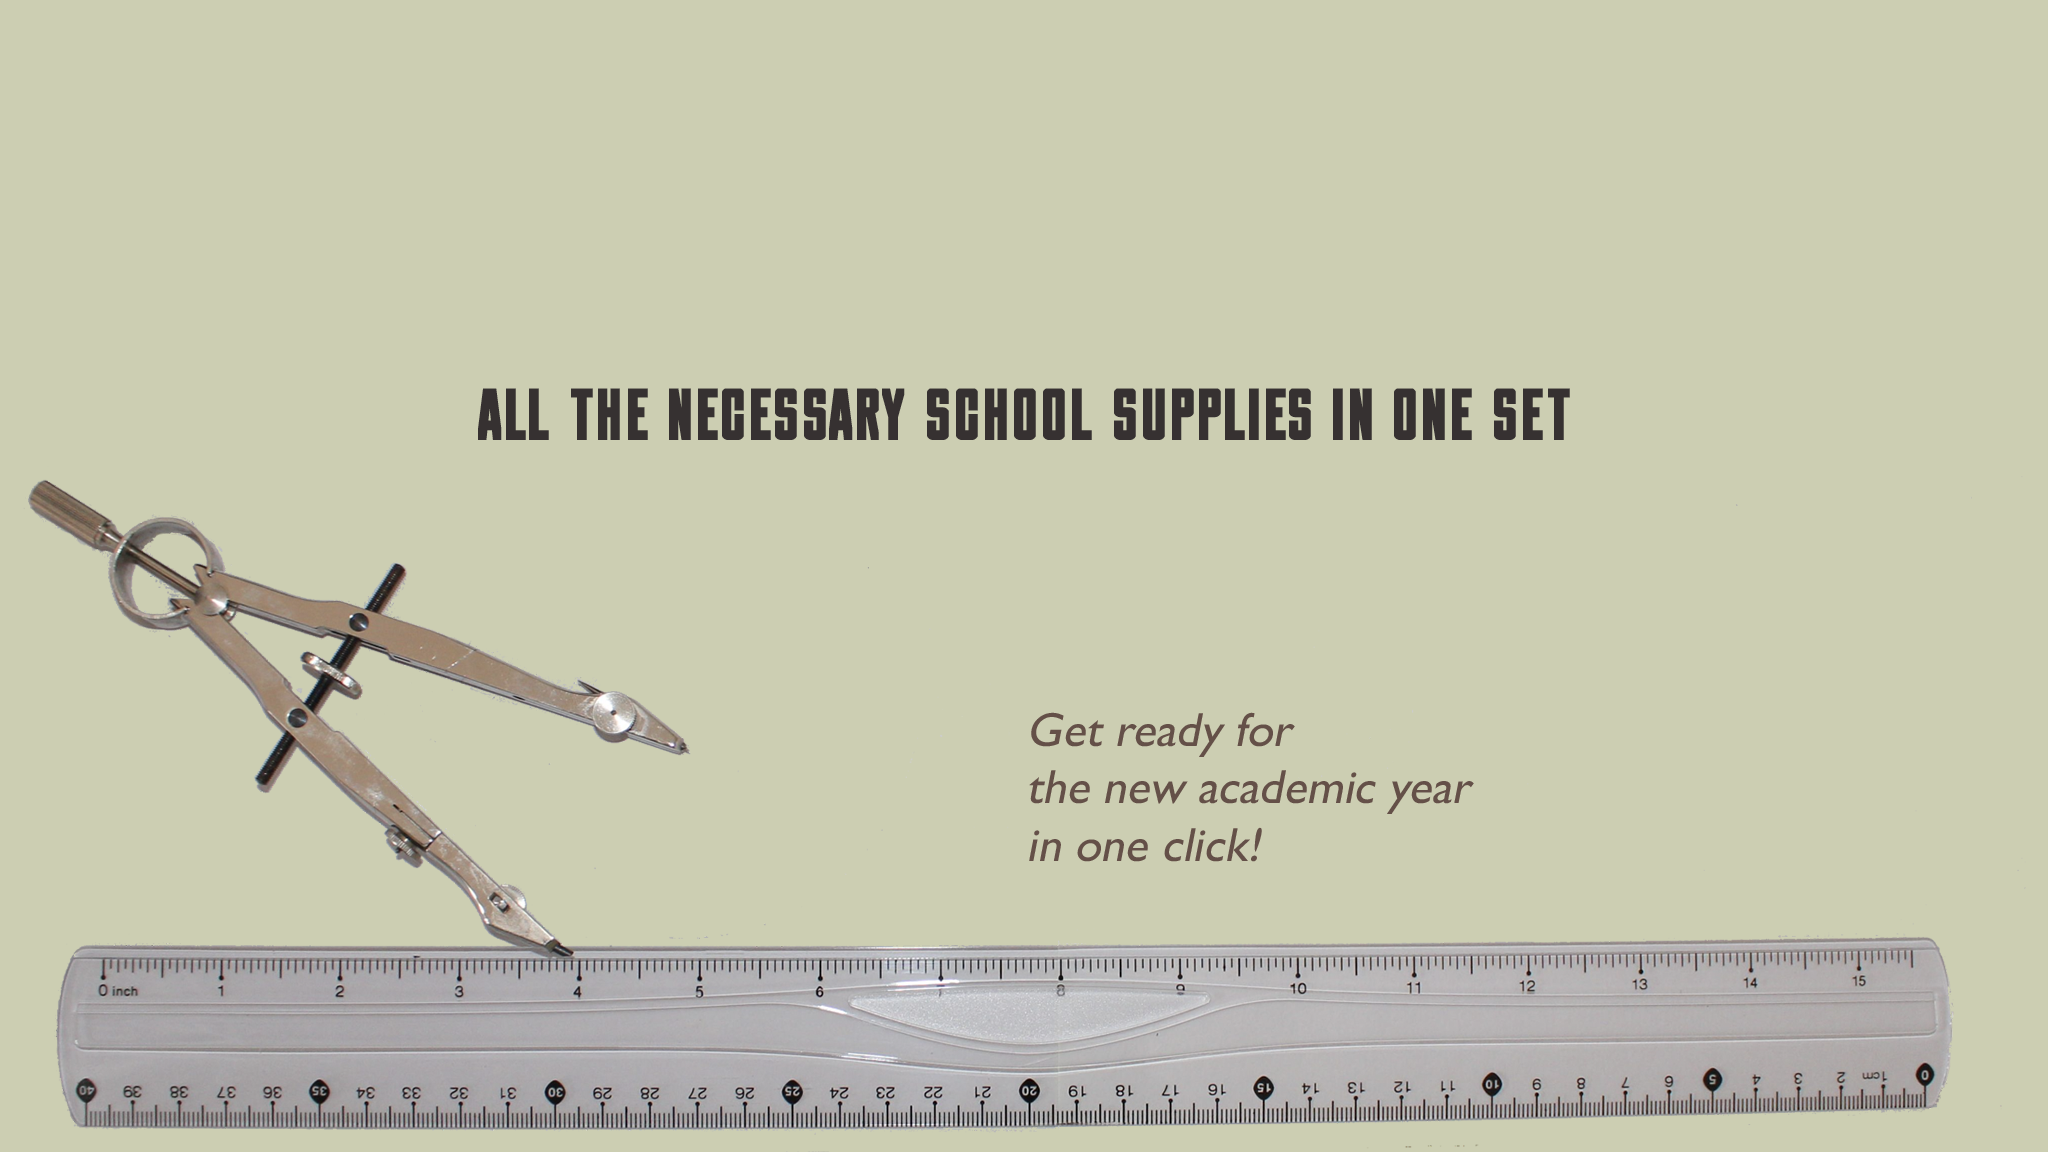 ALL THE NECESSARY SCHOOL SUPPLIES IN ONE SET
Get ready for
the new academic year
in one click!
0 inch 1 2 3 4 5 6 7 8 9 10 11 12 13 14 15
40 39 38 37 36 35 34 33 32 31 30 29 28 27 26 25 24 23 22 21 20 19 18 17 16 15 14 13 12 11 10 9 8 7 6 5 4 3 2 1cm 0